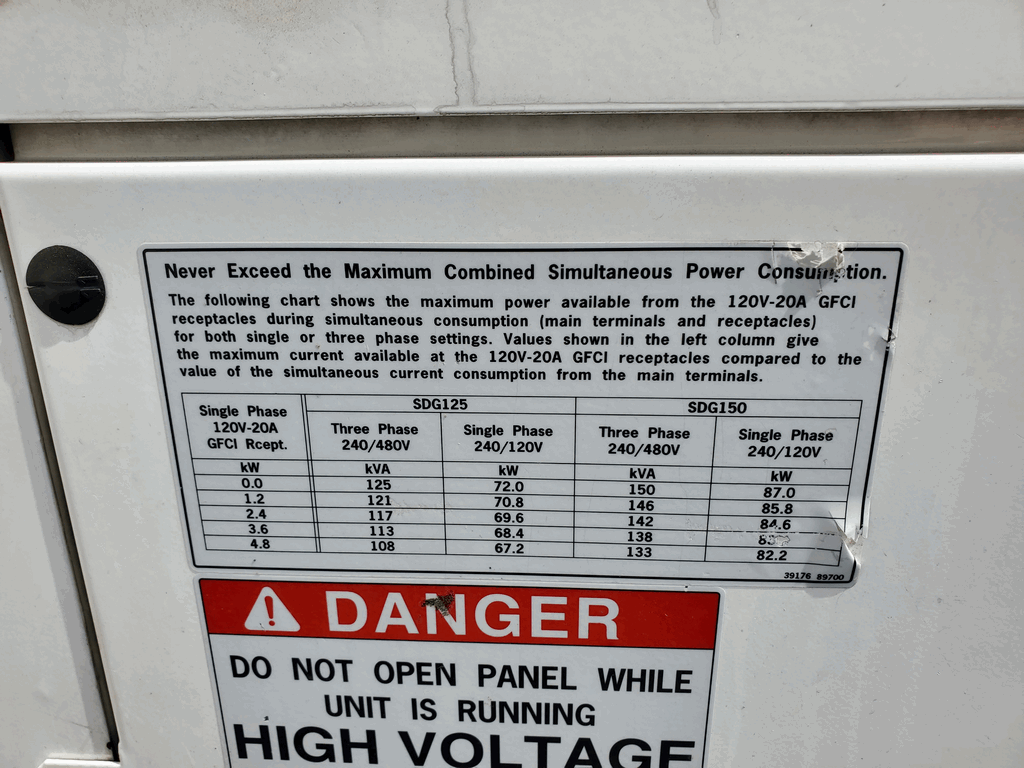 Never Exceed the Maximum Combined Simultaneous Power Consumption.
The following chart shows the maximum power available from the 120V-20A GFCI
receptacles during simultaneous consumption (main terminals and receptacles)
for both single or three phase settings. Values shown in the left column give
the maximum current available at the 120V-20A GFCI receptacles compared to the
value of the simultaneous current consumption from the main terminals.
Single Phase 120V-20A GFCI Rcept. SDG125 SDG150
Three Phase 240/480V Single Phase 240/120V Three Phase 240/480V Single Phase 240/120V
kW kVA kW kVA kW
0.0 125 72.0 150 87.0
1.2 121 70.8 146 85.8
2.4 117 69.6 142 84.6
3.6 113 68.4 138
4.8 108 67.2 133 82.2
39176 89700
DANGER
DO NOT OPEN PANEL WHILE
UNIT IS RUNNING
HIGH VOLTAGE